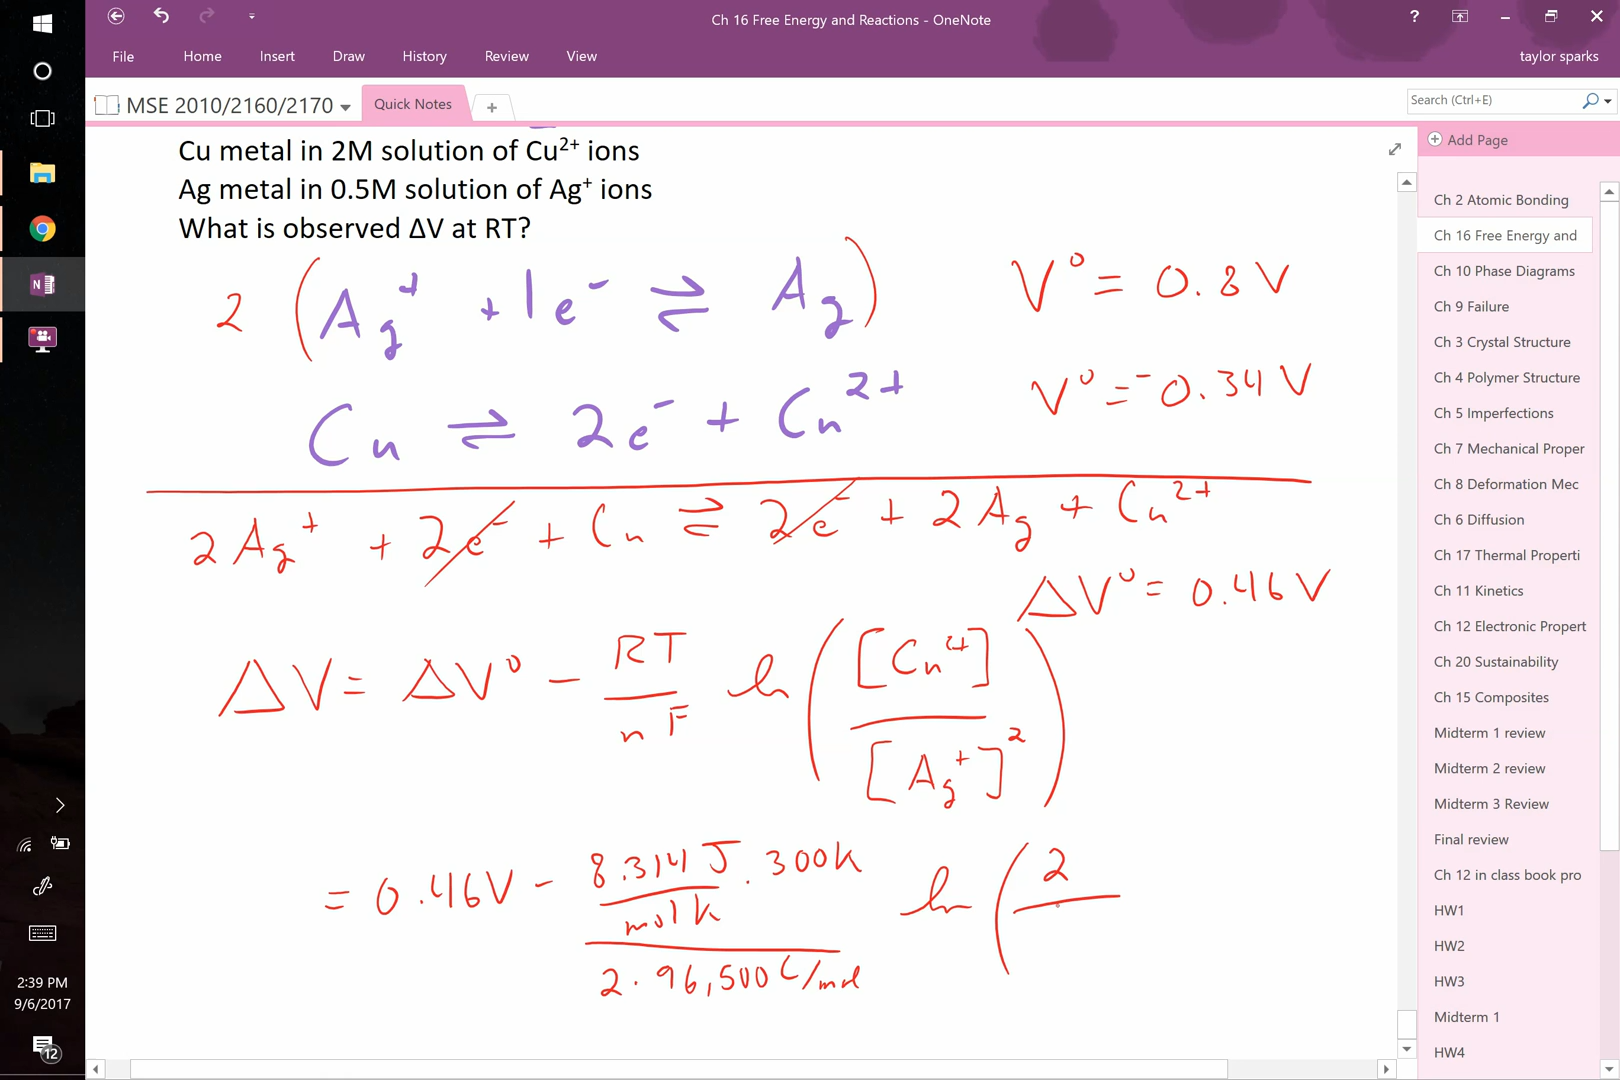 Ch 16 Free Energy and Reactions - OneNote
?
File Home Insert Draw History Review View
taylor sparks
MSE 2010/2160/2170
Quick Notes
+
Search (Ctrl+E)
Add Page
Cu metal in 2M solution of Cu²⁺ ions
Ag metal in 0.5M solution of Ag⁺ ions
What is observed ΔV at RT?
2 (Ag⁺ + 1e⁻ ⇌ Ag) V⁰ = 0.8 V
Cu ⇌ 2e⁻ + Cu²⁺ V⁰ = -0.34 V
2Ag⁺ + 2e⁻ + Cu ⇌ 2e⁻ + 2Ag + Cu²⁺
ΔV⁰ = 0.46 V
ΔV = ΔV⁰ - RT/nF ln([Cu²⁺]/[Ag⁺]²)
= 0.46V - 8.314 J/mol K · 300K / 2 · 96,500 C/mol ln(2
Ch 2 Atomic Bonding
Ch 16 Free Energy and
Ch 10 Phase Diagrams
Ch 9 Failure
Ch 3 Crystal Structure
Ch 4 Polymer Structure
Ch 5 Imperfections
Ch 7 Mechanical Proper
Ch 8 Deformation Mec
Ch 6 Diffusion
Ch 17 Thermal Properti
Ch 11 Kinetics
Ch 12 Electronic Propert
Ch 20 Sustainability
Ch 15 Composites
Midterm 1 review
Midterm 2 review
Midterm 3 Review
Final review
Ch 12 in class book pro
HW1
HW2
HW3
Midterm 1
HW4
2:39 PM
9/6/2017
12